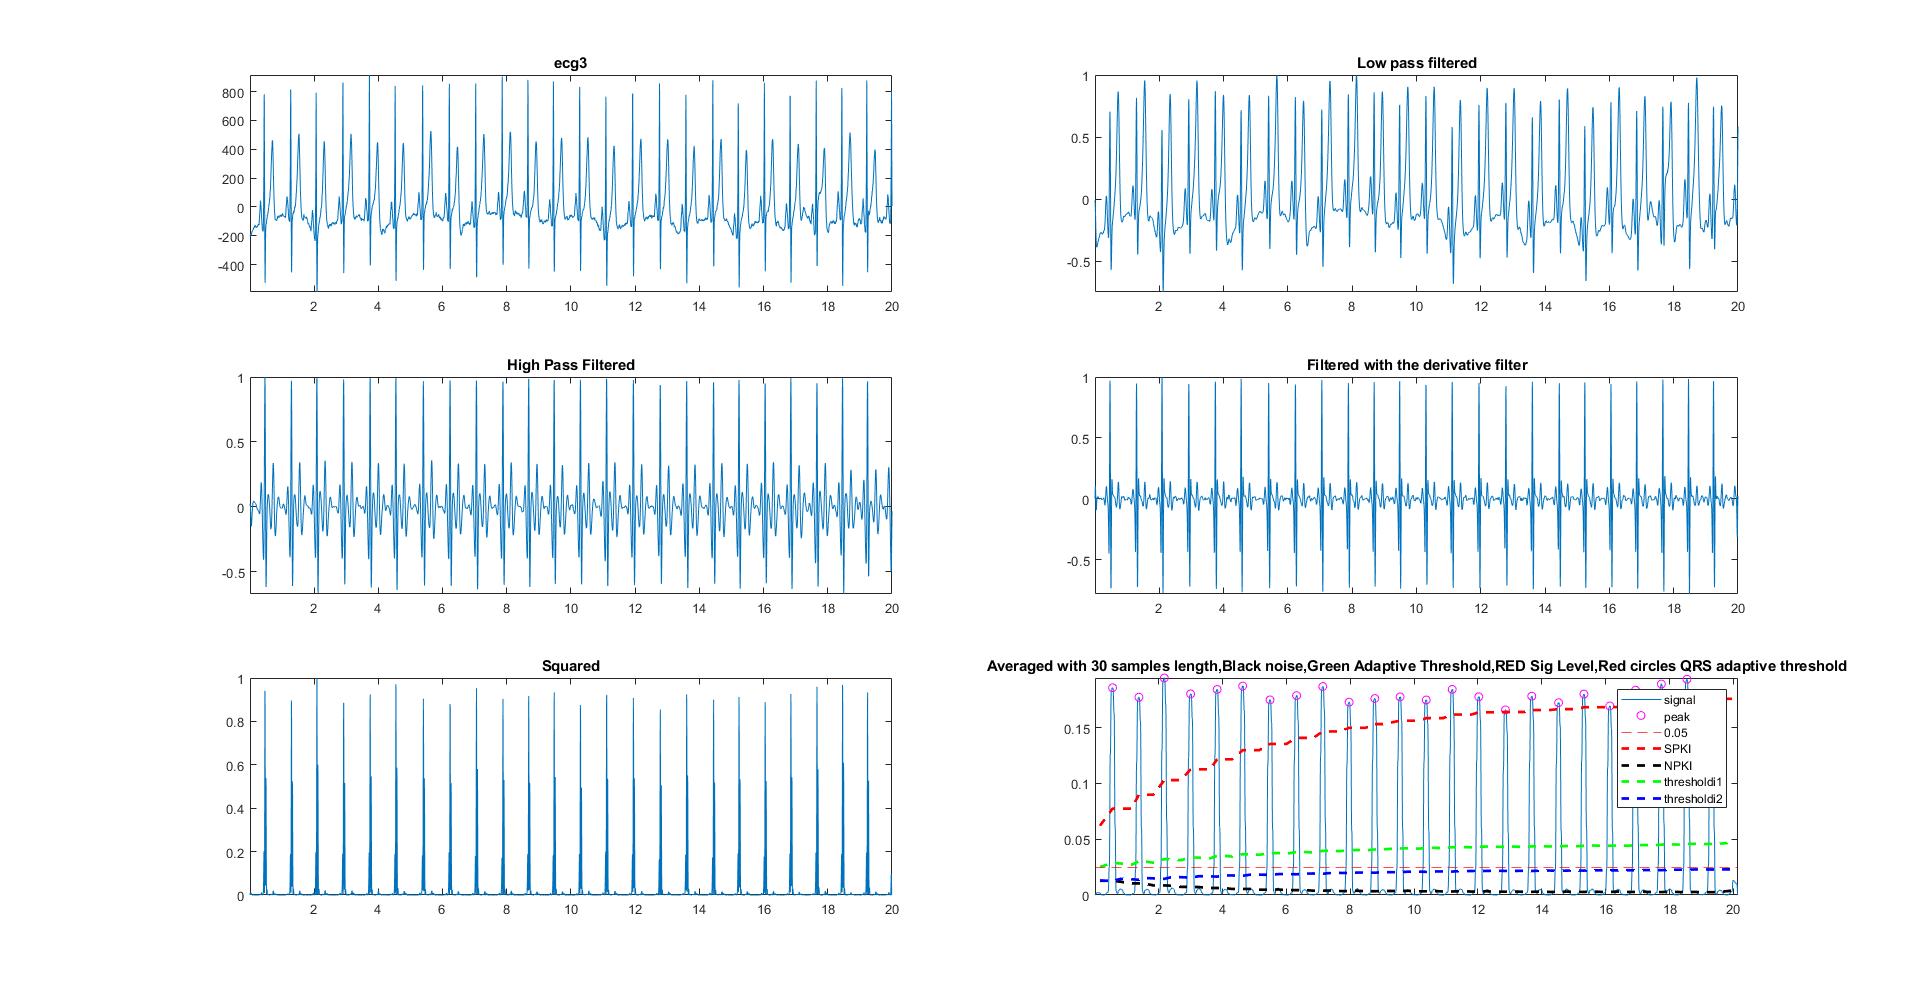 ecg3
800
600
400
200
0
-200
-400
2 4 6 8 10 12 14 16 18 20
Low pass filtered
1
0.5
0
-0.5
2 4 6 8 10 12 14 16 18 20
High Pass Filtered
1
0.5
0
-0.5
2 4 6 8 10 12 14 16 18 20
Filtered with the derivative filter
1
0.5
0
-0.5
2 4 6 8 10 12 14 16 18 20
Squared
1
0.8
0.6
0.4
0.2
0
2 4 6 8 10 12 14 16 18 20
Averaged with 30 samples length,Black noise,Green Adaptive Threshold,RED Sig Level,Red circles QRS adaptive threshold
0.15
0.1
0.05
0
2 4 6 8 10 12 14 16 18 20
signal
peak
0.05
SPKI
NPKI
thresholdi1
thresholdi2